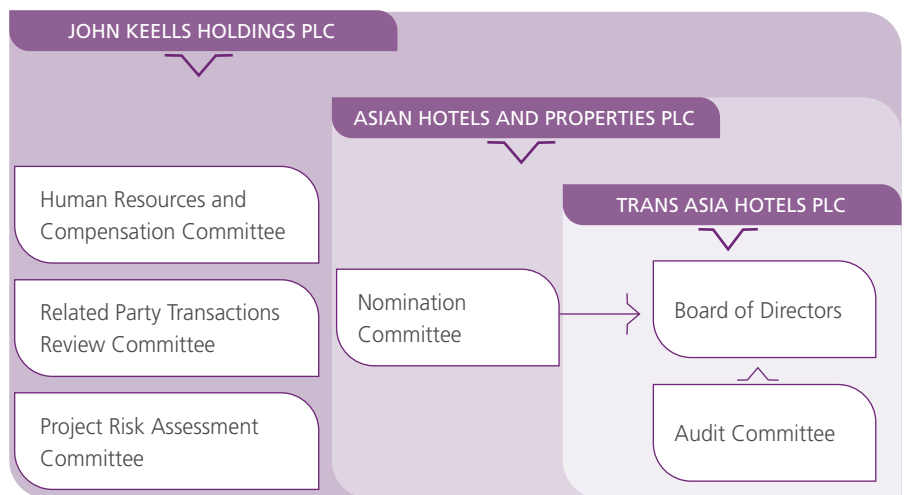 JOHN KEELLS HOLDINGS PLC
ASIAN HOTELS AND PROPERTIES PLC
TRANS ASIA HOTELS PLC
Human Resources and
Compensation Committee
Related Party Transactions
Review Committee
Project Risk Assessment
Committee
Nomination
Committee
Board of Directors
Audit Committee